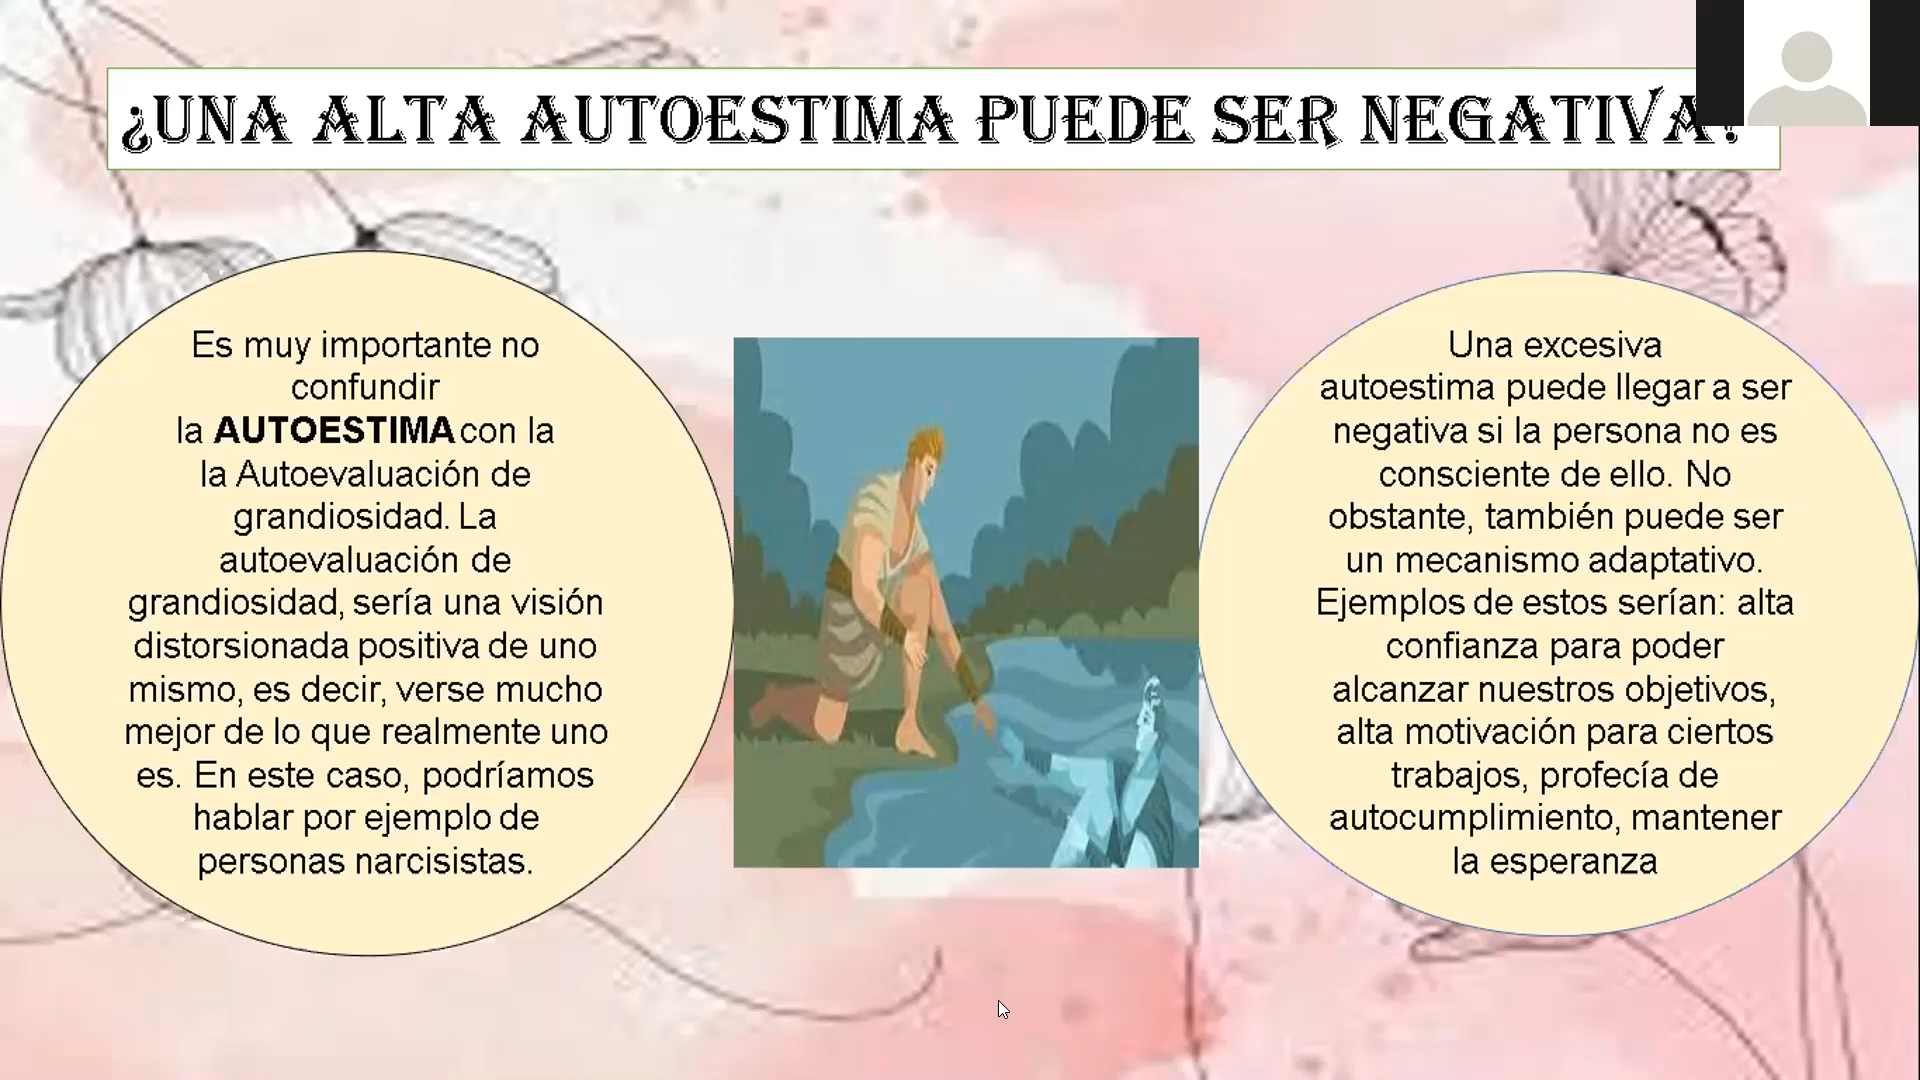 ¿UNA ALTA AUTOESTIMA PUEDE SER NEGATIVA?
Es muy importante no
confundir
la AUTOESTIMA con la
la Autoevaluación de
grandiosidad. La
autoevaluación de
grandiosidad, sería una visión
distorsionada positiva de uno
mismo, es decir, verse mucho
mejor de lo que realmente uno
es. En este caso, podríamos
hablar por ejemplo de
personas narcisistas.
Una excesiva
autoestima puede llegar a ser
negativa si la persona no es
consciente de ello. No
obstante, también puede ser
un mecanismo adaptativo.
Ejemplos de estos serían: alta
confianza para poder
alcanzar nuestros objetivos,
alta motivación para ciertos
trabajos, profecía de
autocumplimiento, mantener
la esperanza